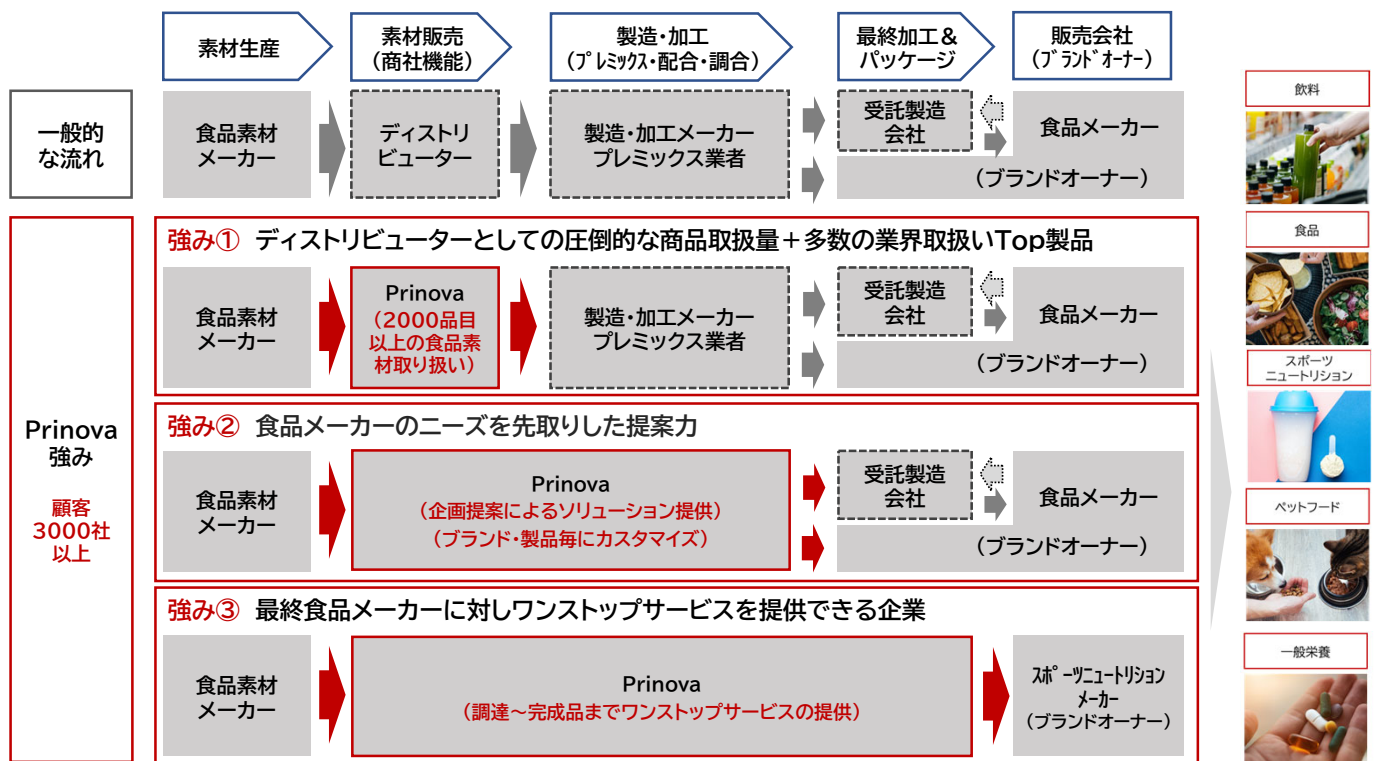 素材生産
素材販売
(商社機能)
製造・加工
(プレミックス・配合・調合)
最終加工&
パッケージ
販売会社
(ブランドオーナー)
一般的
な流れ
食品素材
メーカー
ディストリ
ビューター
製造・加工メーカー
プレミックス業者
受託製造
会社
食品メーカー
(ブランドオーナー)
Prinova
強み
顧客
3000社
以上
強み① ディストリビューターとしての圧倒的な商品取扱量+多数の業界取扱いTop製品
食品素材
メーカー
Prinova
(2000品目
以上の食品素
材取り扱い)
製造・加工メーカー
プレミックス業者
受託製造
会社
食品メーカー
(ブランドオーナー)
強み② 食品メーカーのニーズを先取りした提案力
食品素材
メーカー
Prinova
(企画提案によるソリューション提供)
(ブランド・製品毎にカスタマイズ)
受託製造
会社
食品メーカー
(ブランドオーナー)
強み③ 最終食品メーカーに対しワンストップサービスを提供できる企業
食品素材
メーカー
Prinova
(調達~完成品までワンストップサービスの提供)
スポーツニュートリション
メーカー
(ブランドオーナー)
飲料
食品
スポーツ
ニュートリション
ペットフード
一般栄養